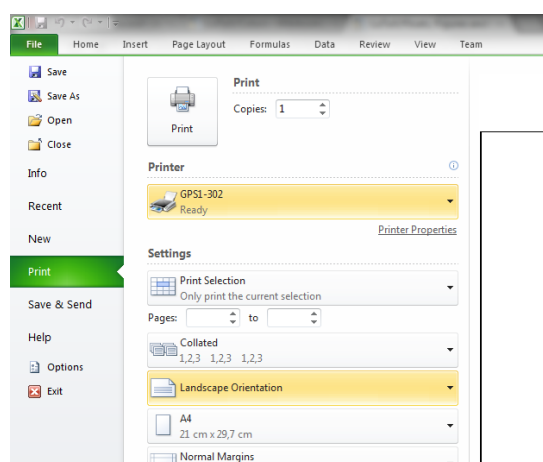 File Home Insert Page Layout Formulas Data Review View Team
Save
Save As
Open
Close
Info
Recent
New
Print
Save & Send
Help
Options
Exit
Print
Print
Copies: 1
Printer
GPS1-302
Ready
Printer Properties
Settings
Print Selection
Only print the current selection
Pages: to
Collated
1,2,3 1,2,3 1,2,3
Landscape Orientation
A4
21 cm x 29,7 cm
Normal Margins